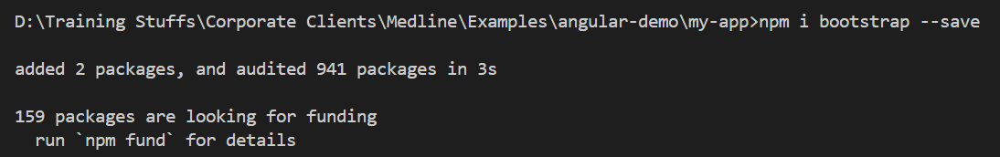 D:\Training Stuffs\Corporate Clients\Medline\Examples\angular-demo\my-app>npm i bootstrap --save
added 2 packages, and audited 941 packages in 3s
159 packages are looking for funding
  run `npm fund` for details